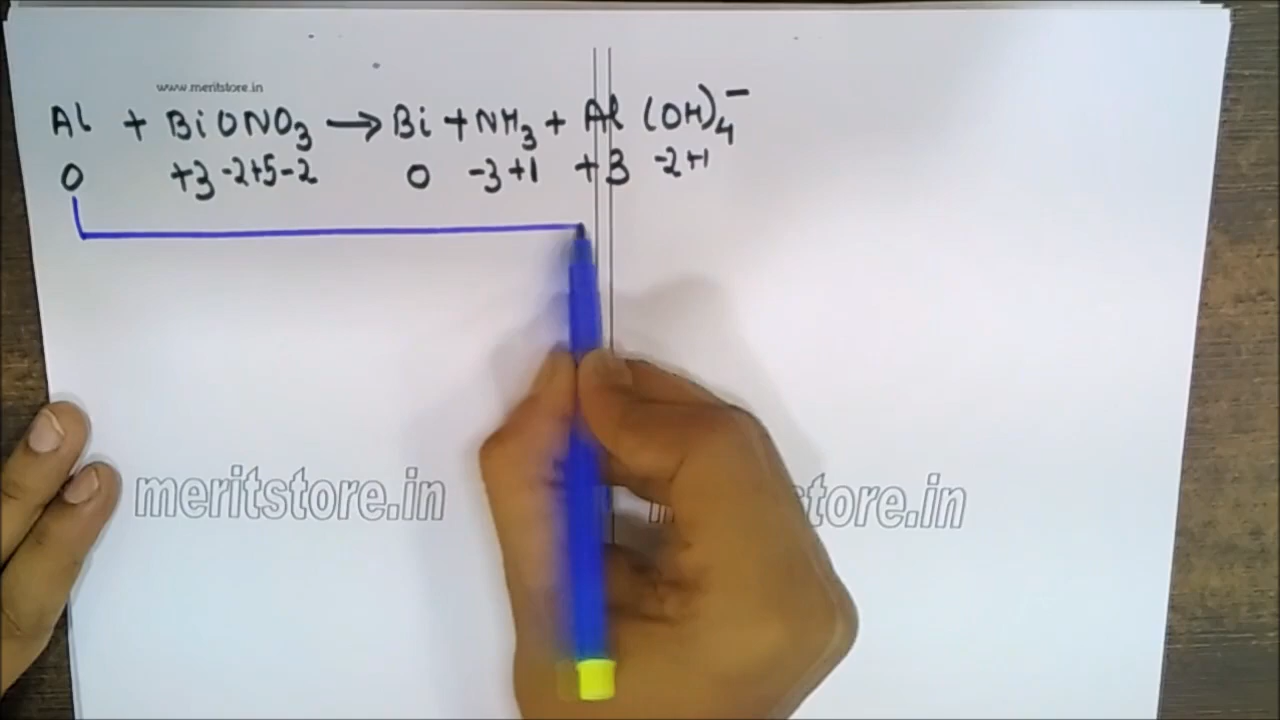 www.meritstore.in
Al + BiONO3 → Bi + NH3 + Al (OH)4−
0 +3 -2+5-2 0 -3+1 +3 -2+1
meritstore.in store.in